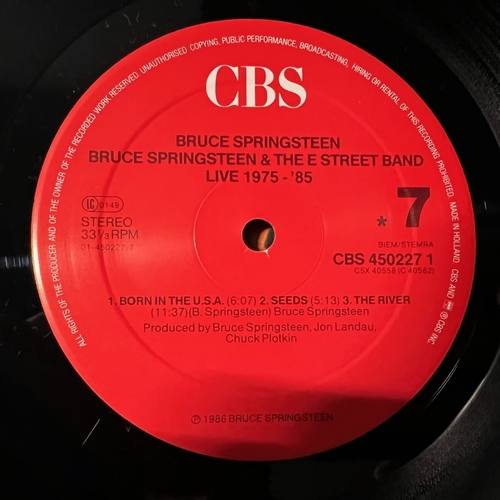 ALL RIGHTS OF THE PRODUCER AND OF THE OWNER OF THE RECORDED WORK RESERVED. UNAUTHORISED COPYING, PUBLIC PERFORMANCE, BROADCASTING, HIRING OR RENTAL OF THIS RECORDING PROHIBITED. MADE IN HOLLAND CBS AND ℗ © CBS INC.
CBS
BRUCE SPRINGSTEEN
BRUCE SPRINGSTEEN & THE E STREET BAND
LIVE 1975-'85
LC 0149
STEREO
33⅓ RPM
01-450227-7
* 7
BIEM/STEMRA
CBS 450227 1
C5X 40558 (C 40562)
1. BORN IN THE U.S.A. (6:07) 2. SEEDS (5:13) 3. THE RIVER
(11:37)(B. Springsteen) Bruce Springsteen
Produced by Bruce Springsteen, Jon Landau,
Chuck Plotkin
℗ 1986 BRUCE SPRINGSTEEN